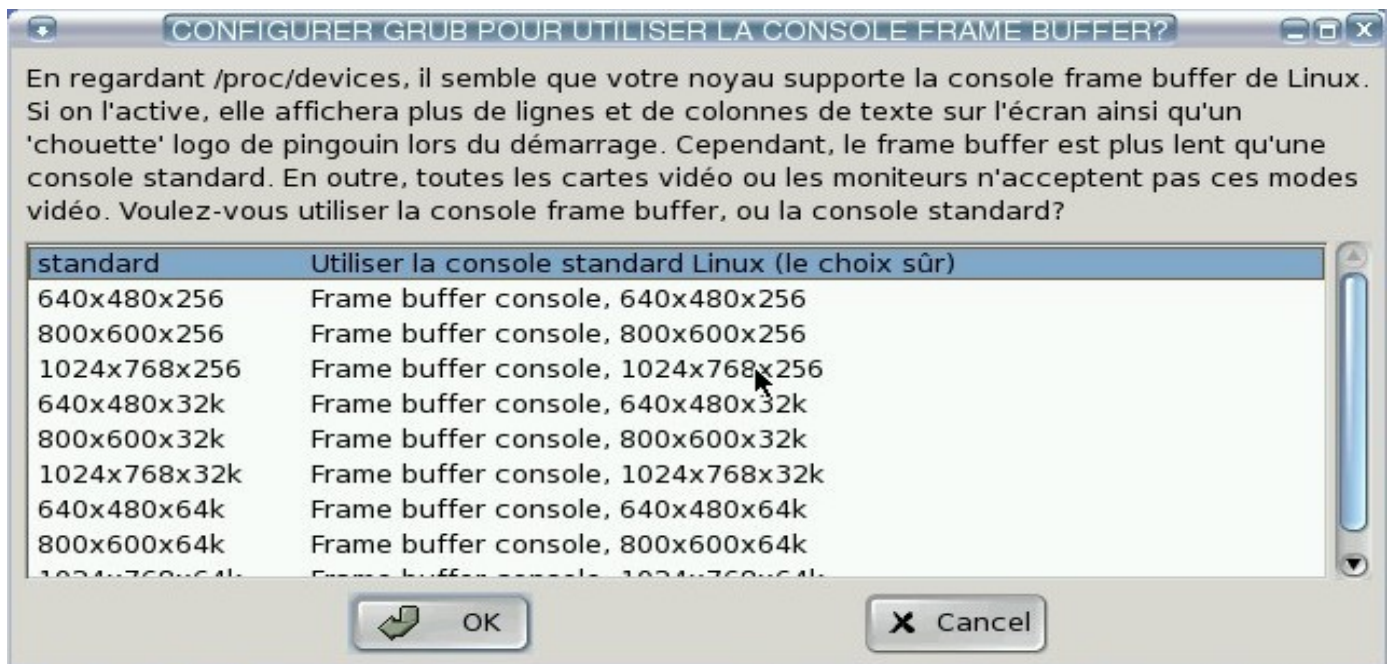 CONFIGURER GRUB POUR UTILISER LA CONSOLE FRAME BUFFER?
En regardant /proc/devices, il semble que votre noyau supporte la console frame buffer de Linux.
Si on l'active, elle affichera plus de lignes et de colonnes de texte sur l'écran ainsi qu'un
'chouette' logo de pingouin lors du démarrage. Cependant, le frame buffer est plus lent qu'une
console standard. En outre, toutes les cartes vidéo ou les moniteurs n'acceptent pas ces modes
vidéo. Voulez-vous utiliser la console frame buffer, ou la console standard?
standard Utiliser la console standard Linux (le choix sûr)
640x480x256 Frame buffer console, 640x480x256
800x600x256 Frame buffer console, 800x600x256
1024x768x256 Frame buffer console, 1024x768x256
640x480x32k Frame buffer console, 640x480x32k
800x600x32k Frame buffer console, 800x600x32k
1024x768x32k Frame buffer console, 1024x768x32k
640x480x64k Frame buffer console, 640x480x64k
800x600x64k Frame buffer console, 800x600x64k
1024x768x64k Frame buffer console, 1024x768x64k
OK Cancel